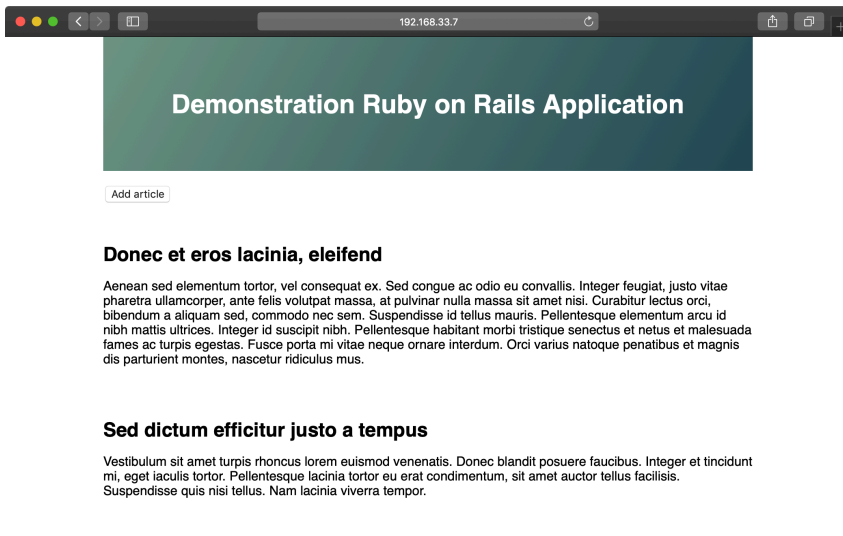 192.168.33.7
Demonstration Ruby on Rails Application
Add article
Donec et eros lacinia, eleifend
Aenean sed elementum tortor, vel consequat ex. Sed congue ac odio eu convallis. Integer feugiat, justo vitae
pharetra ullamcorper, ante felis volutpat massa, at pulvinar nulla massa sit amet nisi. Curabitur lectus orci,
bibendum a aliquam sed, commodo nec sem. Suspendisse id tellus mauris. Pellentesque elementum arcu id
nibh mattis ultrices. Integer id suscipit nibh. Pellentesque habitant morbi tristique senectus et netus et malesuada
fames ac turpis egestas. Fusce porta mi vitae neque ornare interdum. Orci varius natoque penatibus et magnis
dis parturient montes, nascetur ridiculus mus.
Sed dictum efficitur justo a tempus
Vestibulum sit amet turpis rhoncus lorem euismod venenatis. Donec blandit posuere faucibus. Integer et tincidunt
mi, eget iaculis tortor. Pellentesque lacinia tortor eu erat condimentum, sit amet auctor tellus facilisis.
Suspendisse quis nisi tellus. Nam lacinia viverra tempor.